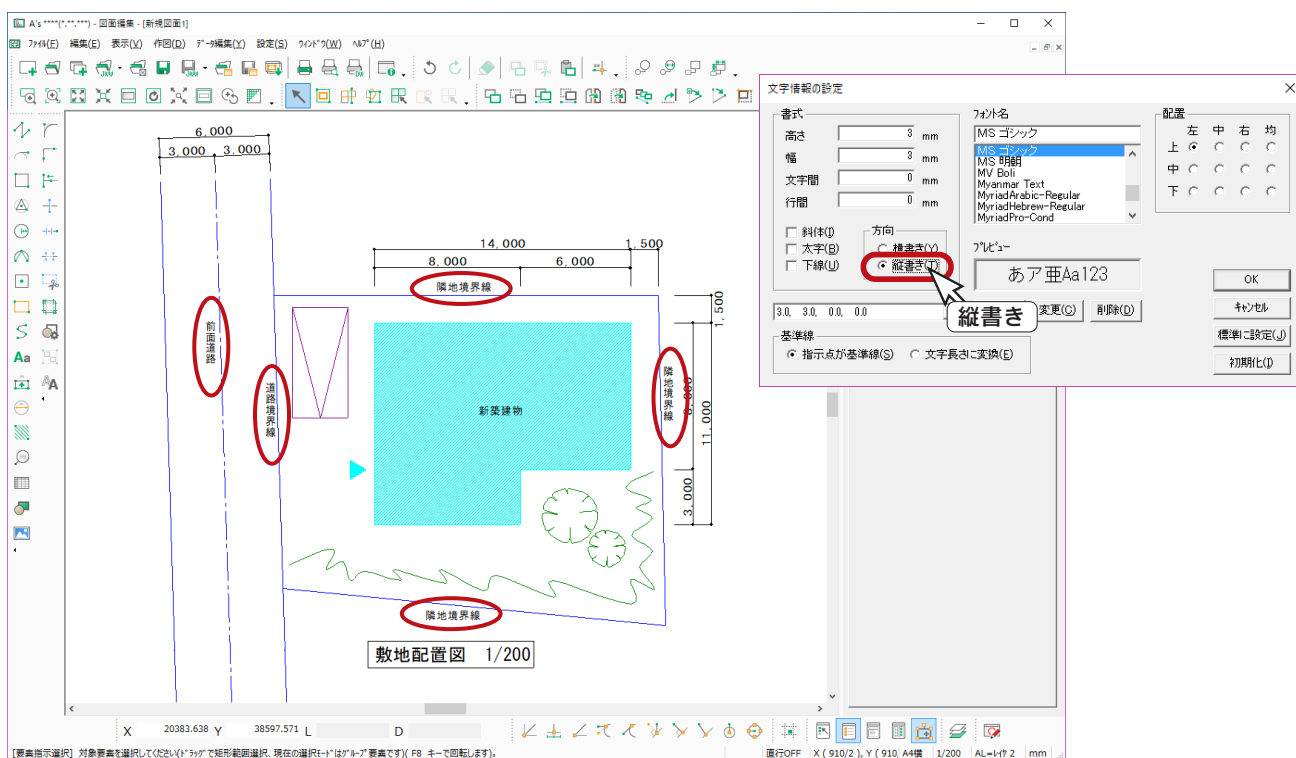 A's ****(*.**.***) - 図面編集 - [新規図面1]
ﾌｧｲﾙ(F) 編集(E) 表示(V) 作図(D) ﾃﾞｰﾀ編集(Y) 設定(S) ｳｨﾝﾄﾞｳ(W) ﾍﾙﾌﾟ(H)
6,000
3,000 3,000
14,000 1,500
8,000 6,000
隣地境界線
1,500
前面道路
道路境界線
隣地境界線
新築建物
11,000
3,000
隣地境界線
敷地配置図 1/200
文字情報の設定
書式
高さ 3 mm
幅 3 mm
文字間 0 mm
行間 0 mm
斜体(I)
太字(B)
下線(U)
方向
横書き(Y)
縦書き(T)
縦書き
ﾌｫﾝﾄ名
MS ゴシック
MS ゴシック
MS 明朝
MV Boli
Myanmar Text
MyriadArabic-Regular
MyriadHebrew-Regular
MyriadPro-Cond
ﾌﾟﾚﾋﾞｭｰ
あア亜Aa123
配置
左 中 右 均
上
中
下
3.0, 3.0, 0.0, 0.0
変更(C) 削除(D)
基準線
指示点が基準線(S) 文字長さに変換(E)
OK
ｷｬﾝｾﾙ
標準に設定(J)
初期化(I)
Aa
AA
X 20383.638 Y 38597.571 L D
[要素指示選択] 対象要素を選択してください(ﾄﾞﾗｯｸﾞで矩形範囲選択、現在の選択ﾓｰﾄﾞはｸﾞﾙｰﾌﾟ要素です)( F8 キーで回転します)。
直行OFF X ( 910/2 ), Y ( 910, A4横 1/200 AL=ﾚｲﾔ 2 mm